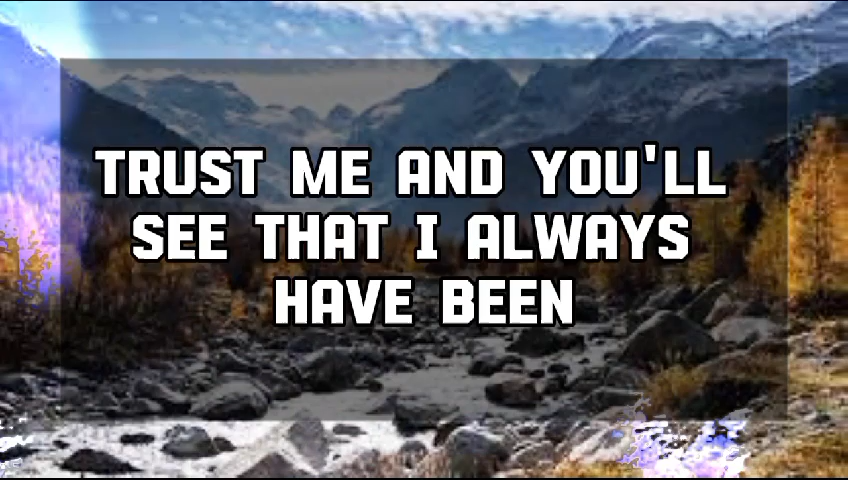 TRUST ME AND YOU'LL
SEE THAT I ALWAYS
HAVE BEEN